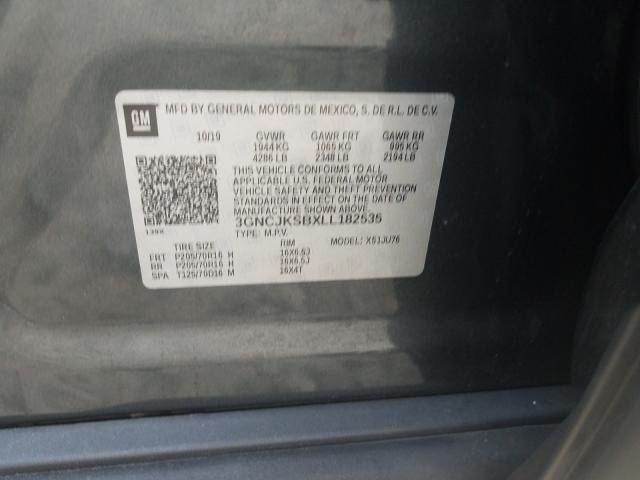 GM
MFD BY GENERAL MOTORS DE MEXICO, S. DE R.L. DE C.V.
10/19 GVWR GAWR FRT GAWR RR
1944 KG 1065 KG 995 KG
4286 LB 2348 LB 2194 LB
THIS VEHICLE CONFORMS TO ALL
APPLICABLE U.S. FEDERAL MOTOR
VEHICLE SAFETY AND THEFT PREVENTION
STANDARDS IN EFFECT ON THE DATE OF
MANUFACTURE SHOWN ABOVE.
3GNCJKSBXLL182535
TYPE: M.P.V. MODEL: X51JU76
TIRE SIZE RIM
FRT P205/70R16 H 16X6.5J
RR P205/70R16 H 16X6.5J
SPA T125/70D16 M 16X4T